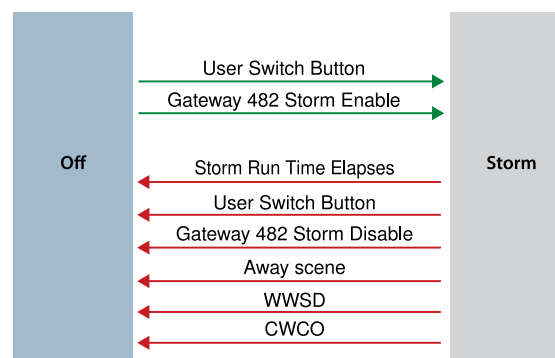 User Switch Button
Gateway 482 Storm Enable
Off
Storm
Storm Run Time Elapses
User Switch Button
Gateway 482 Storm Disable
Away scene
WWSD
CWCO